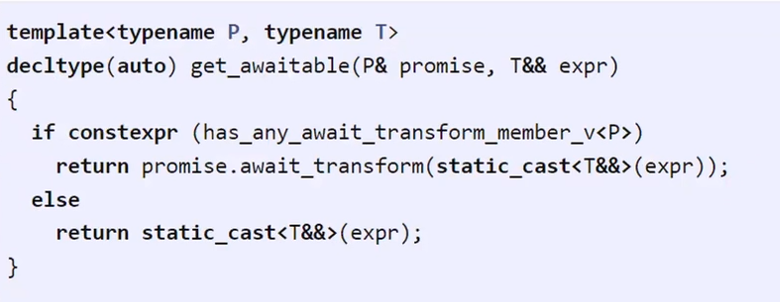 template<typename P, typename T>
decltype(auto) get_awaitable(P& promise, T&& expr)
{
  if constexpr (has_any_await_transform_member_v<P>)
    return promise.await_transform(static_cast<T&&>(expr));
  else
    return static_cast<T&&>(expr);
}